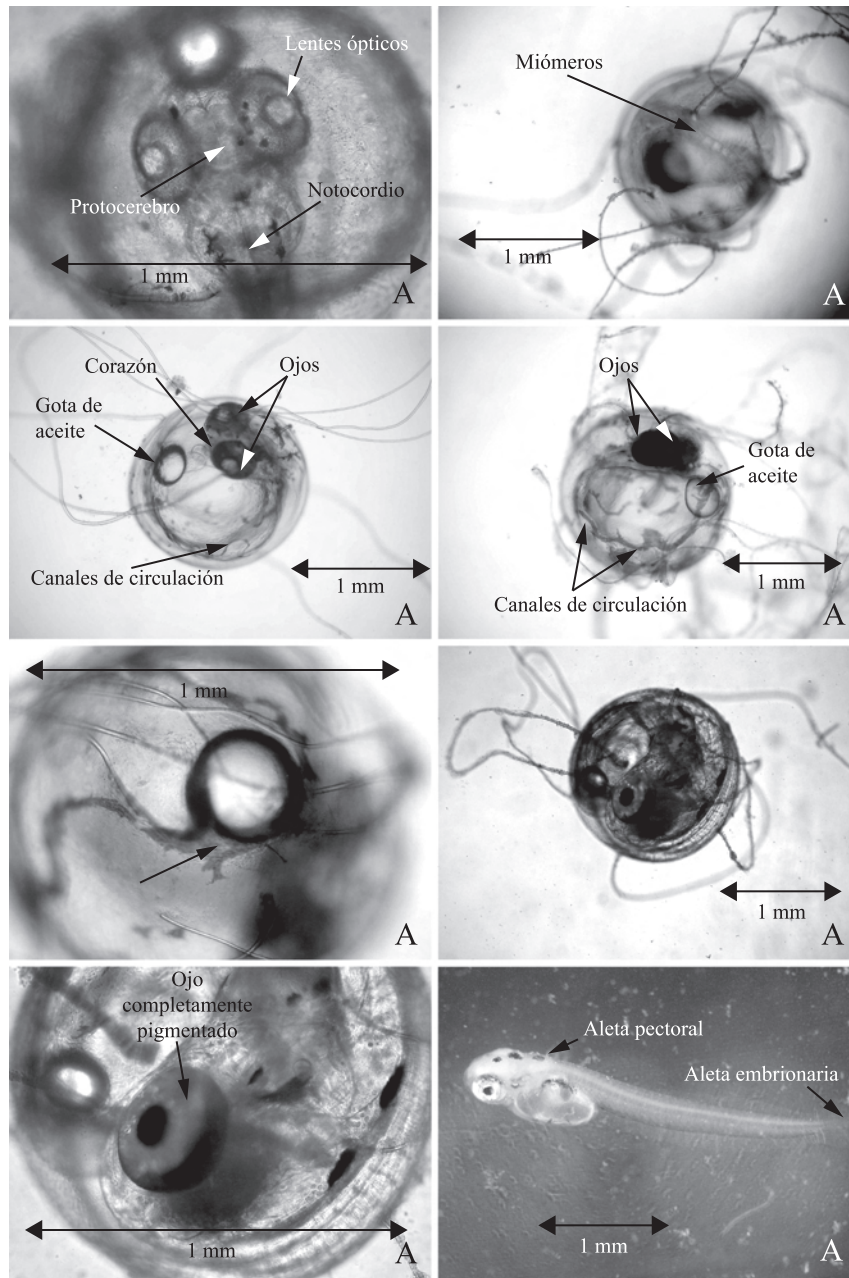 Lentes ópticos
Protocerebro
Notocordio
1 mm
A
Miómeros
1 mm
A
Corazón
Ojos
Gota de
aceite
Canales de circulación
1 mm
A
Ojos
Gota de
aceite
Canales de circulación
1 mm
A
1 mm
A
1 mm
A
Ojo
completamente
pigmentado
1 mm
A
Aleta pectoral
Aleta embrionaria
1 mm
A